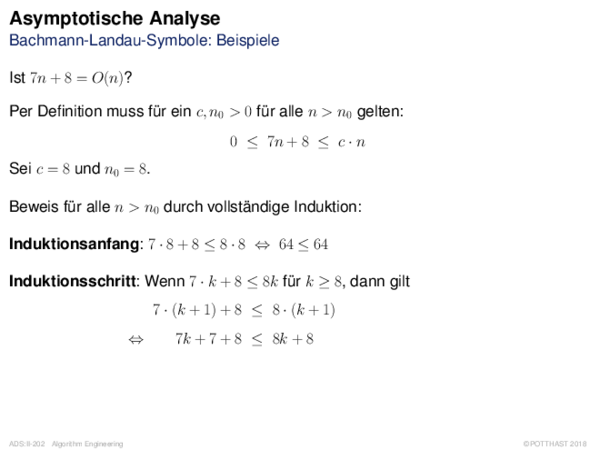 Asymptotische Analyse
Bachmann-Landau-Symbole: Beispiele
Ist 7n + 8 = O(n)?
Per Definition muss für ein c, n₀ > 0 für alle n > n₀ gelten:
0 ≤ 7n + 8 ≤ c · n
Sei c = 8 und n₀ = 8.
Beweis für alle n > n₀ durch vollständige Induktion:
Induktionsanfang: 7 · 8 + 8 ≤ 8 · 8 ⇔ 64 ≤ 64
Induktionsschritt: Wenn 7 · k + 8 ≤ 8k für k ≥ 8, dann gilt
7 · (k + 1) + 8 ≤ 8 · (k + 1)
⇔ 7k + 7 + 8 ≤ 8k + 8
ADS:II-202 Algorithm Engineering ©POTTHAST 2018